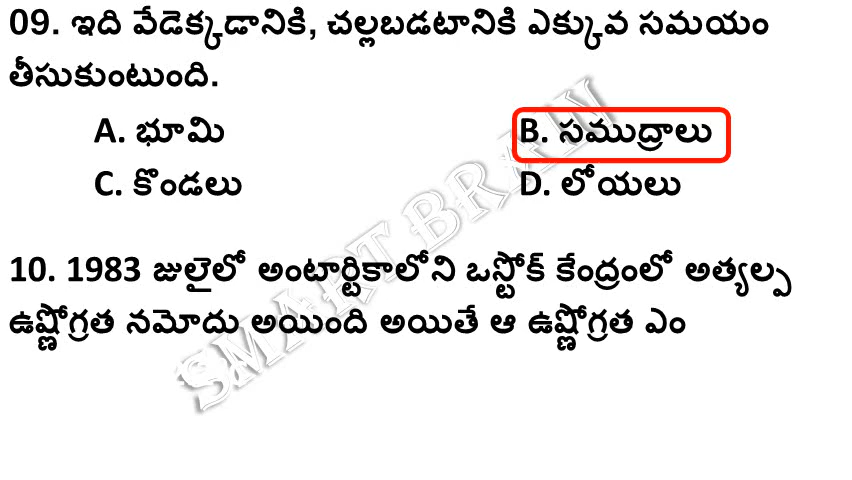 09. ఇది వేడెక్కడానికి, చల్లబడటానికి ఎక్కువ సమయం
తీసుకుంటుంది.
A. భూమి B. సముద్రాలు
C. కొండలు D. లోయలు
10. 1983 జులైలో అంటార్టికాలోని ఒస్టోక్ కేంద్రంలో అత్యల్ప
ఉష్ణోగ్రత నమోదు అయింది అయితే ఆ ఉష్ణోగ్రత ఎం
SMART BRAIN